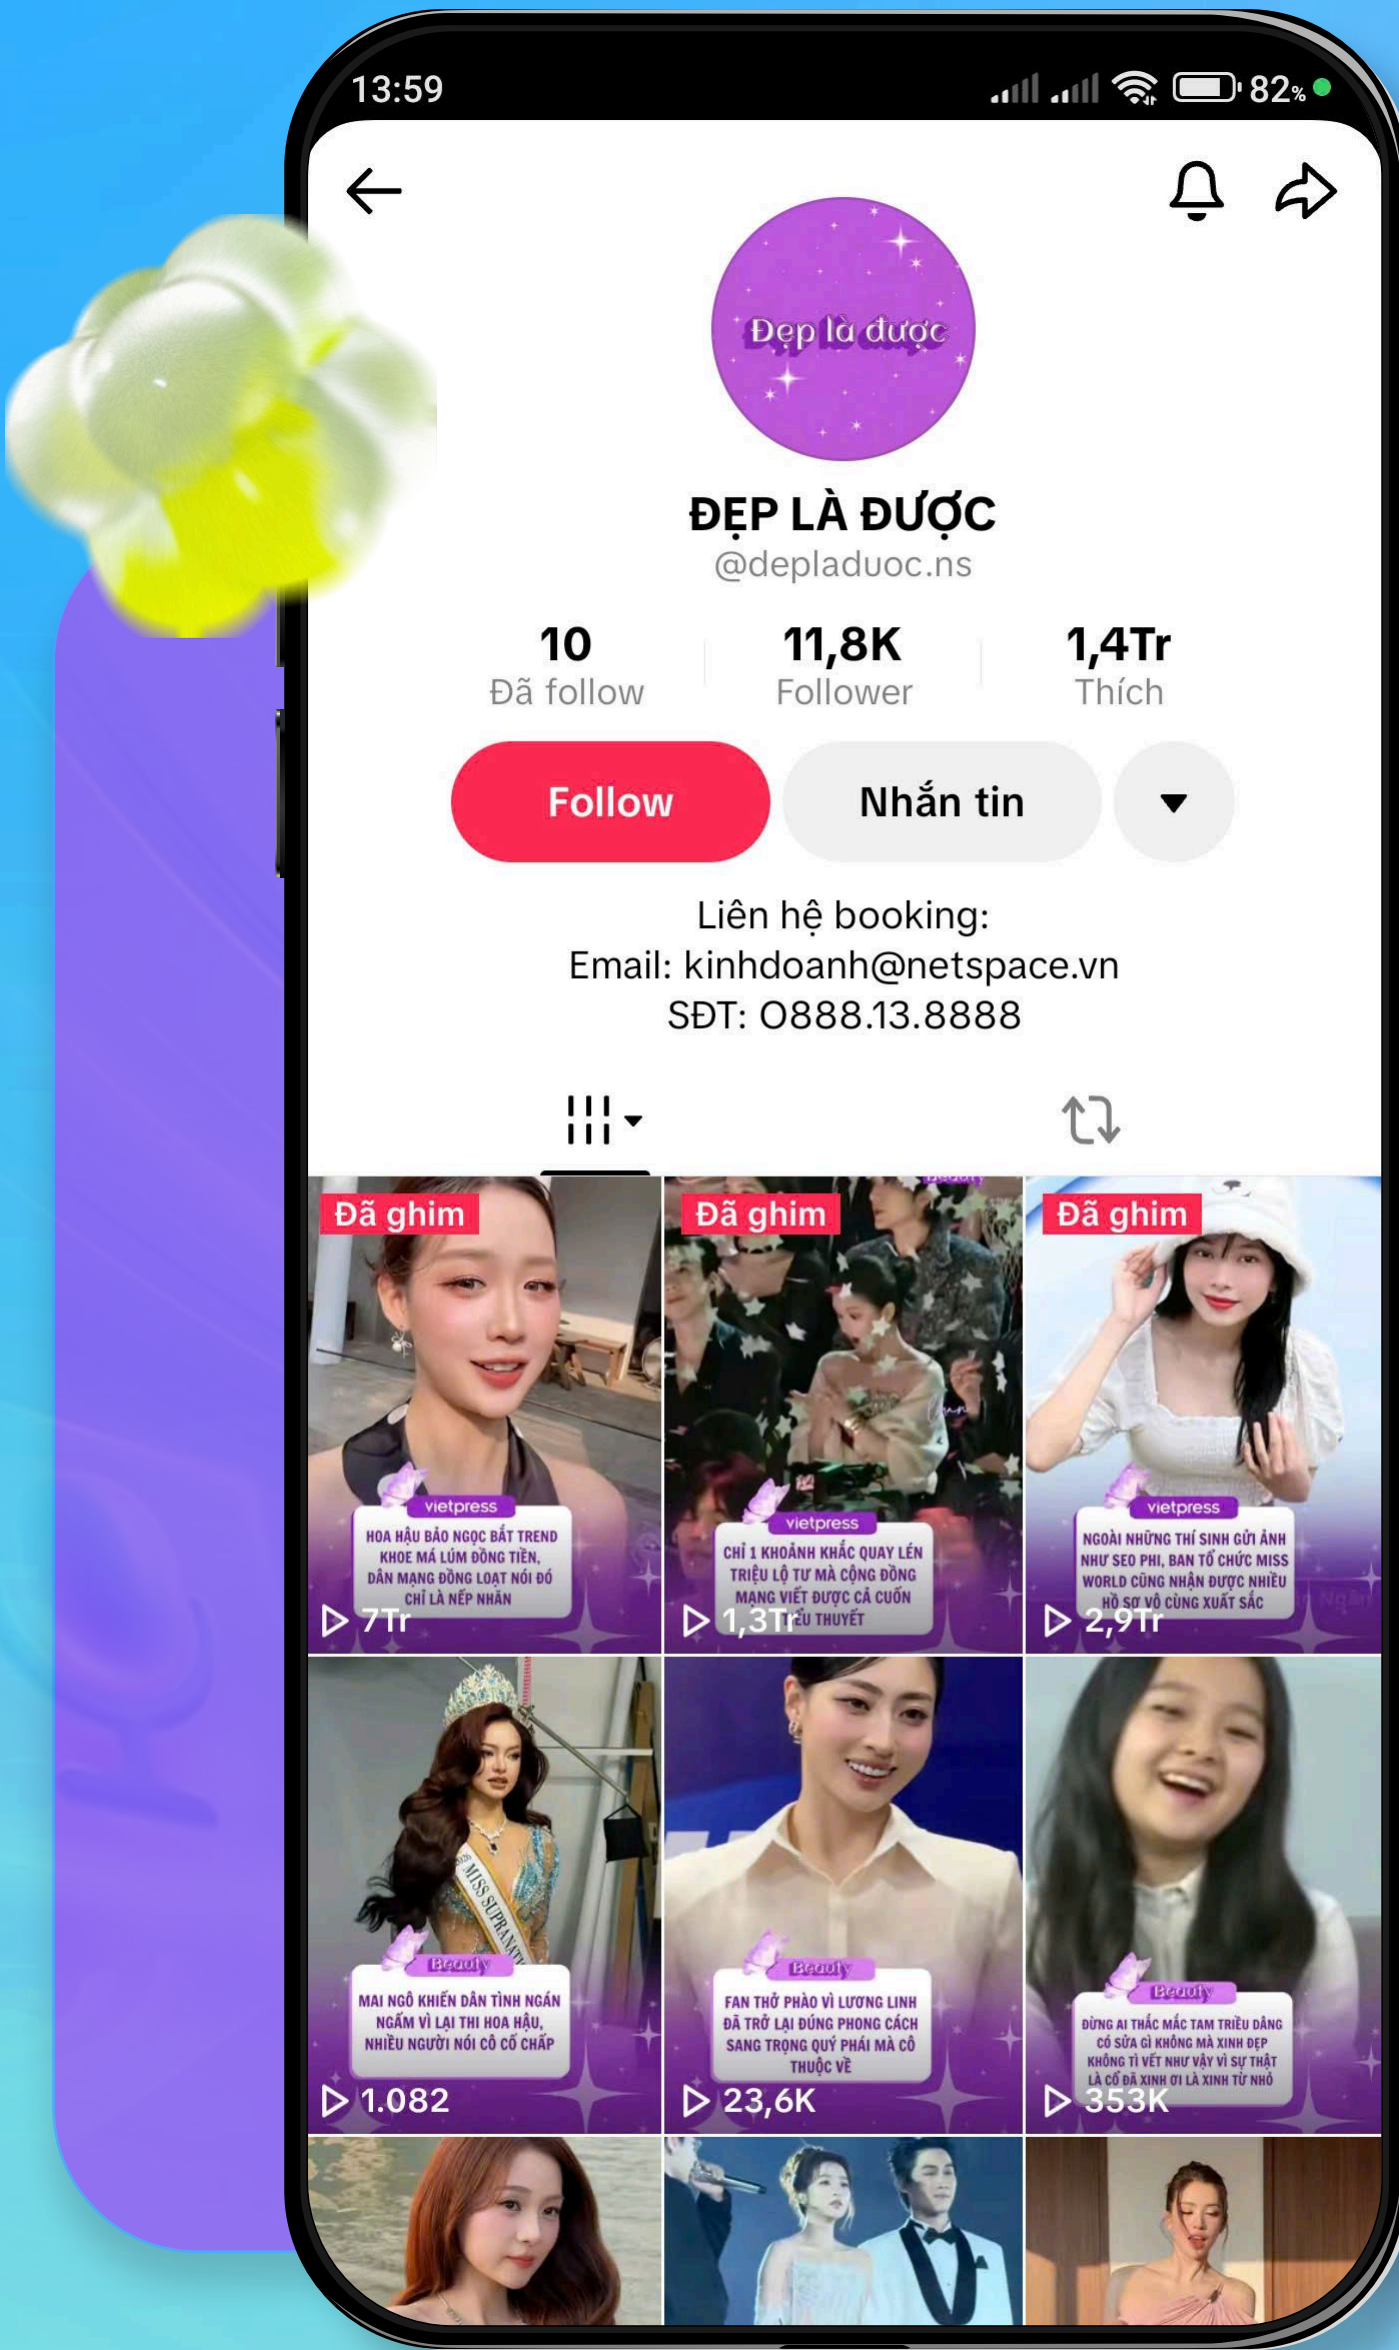 13:59
82%
Đẹp là được
ĐẸP LÀ ĐƯỢC
@depladuoc.ns
10
Đã follow
11,8K
Follower
1,4Tr
Thích
Follow
Nhắn tin
Liên hệ booking:
Email: kinhdoanh@netspace.vn
SĐT: O888.13.8888
Đã ghim
vietpress
HOA HẬU BẢO NGỌC BẮT TREND
KHOE MÁ LÚM ĐỒNG TIỀN,
DÂN MẠNG ĐỒNG LOẠT NÓI ĐÓ
CHỈ LÀ NẾP NHĂN
7Tr
Đã ghim
vietpress
CHỈ 1 KHOẢNH KHẮC QUAY LÉN
TRIỆU LỘ TƯ MÀ CỘNG ĐỒNG
MẠNG VIẾT ĐƯỢC CẢ CUỐN
TIỂU THUYẾT
1,3Tr
Đã ghim
vietpress
NGOÀI NHỮNG THÍ SINH GỬI ẢNH
NHƯ SEO PHI, BAN TỔ CHỨC MISS
WORLD CŨNG NHẬN ĐƯỢC NHIỀU
HỒ SƠ VÔ CÙNG XUẤT SẮC
2,9Tr
2026 MISS SUPRANAT
Beauty
MAI NGÔ KHIẾN DÂN TÌNH NGÁN
NGẨM VÌ LẠI THI HOA HẬU,
NHIỀU NGƯỜI NÓI CÔ CỐ CHẤP
1.082
Beauty
FAN THỞ PHÀO VÌ LƯƠNG LINH
ĐÃ TRỞ LẠI ĐÚNG PHONG CÁCH
SANG TRỌNG QUÝ PHÁI MÀ CÔ
THUỘC VỀ
23,6K
Beauty
ĐỪNG AI THẮC MẮC TAM TRIỀU DÂNG
CÓ SỬA GÌ KHÔNG MÀ XINH ĐẸP
KHÔNG TÌ VẾT NHƯ VẬY VÌ SỰ THẬT
LÀ CỔ ĐÃ XINH ƠI LÀ XINH TỪ NHỎ
353K